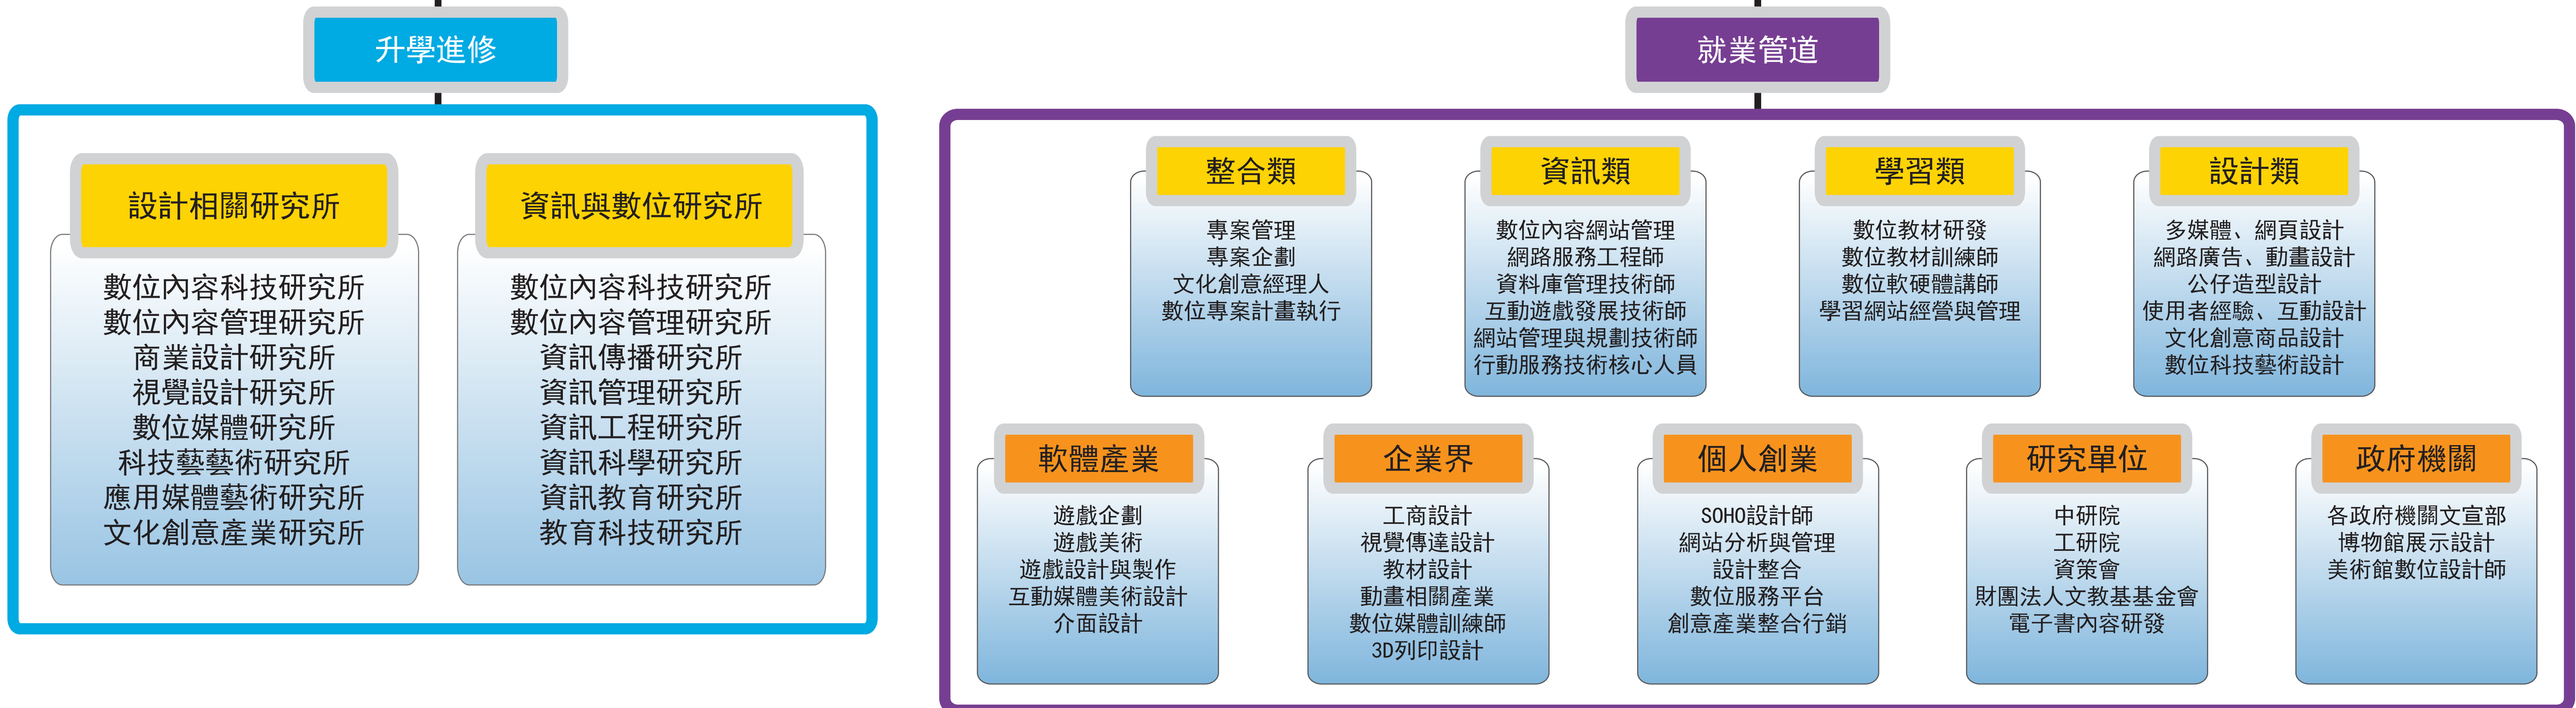 升學進修
設計相關研究所
數位內容科技研究所
數位內容管理研究所
商業設計研究所
視覺設計研究所
數位媒體研究所
科技藝藝術研究所
應用媒體藝術研究所
文化創意產業研究所
資訊與數位研究所
數位內容科技研究所
數位內容管理研究所
資訊傳播研究所
資訊管理研究所
資訊工程研究所
資訊科學研究所
資訊教育研究所
教育科技研究所
就業管道
整合類
專案管理
專案企劃
文化創意經理人
數位專案計畫執行
資訊類
數位內容網站管理
網路服務工程師
資料庫管理技術師
互動遊戲發展技術師
網站管理與規劃技術師
行動服務技術核心人員
學習類
數位教材研發
數位教材訓練師
數位軟硬體講師
學習網站經營與管理
設計類
多媒體、網頁設計
網路廣告、動畫設計
公仔造型設計
使用者經驗、互動設計
文化創意商品設計
數位科技藝術設計
軟體產業
遊戲企劃
遊戲美術
遊戲設計與製作
互動媒體美術設計
介面設計
企業界
工商設計
視覺傳達設計
教材設計
動畫相關產業
數位媒體訓練師
3D列印設計
個人創業
SOHO設計師
網站分析與管理
設計整合
數位服務平台
創意產業整合行銷
研究單位
中研院
工研院
資策會
財團法人文教基基金會
電子書內容研發
政府機關
各政府機關文宣部
博物館展示設計
美術館數位設計師